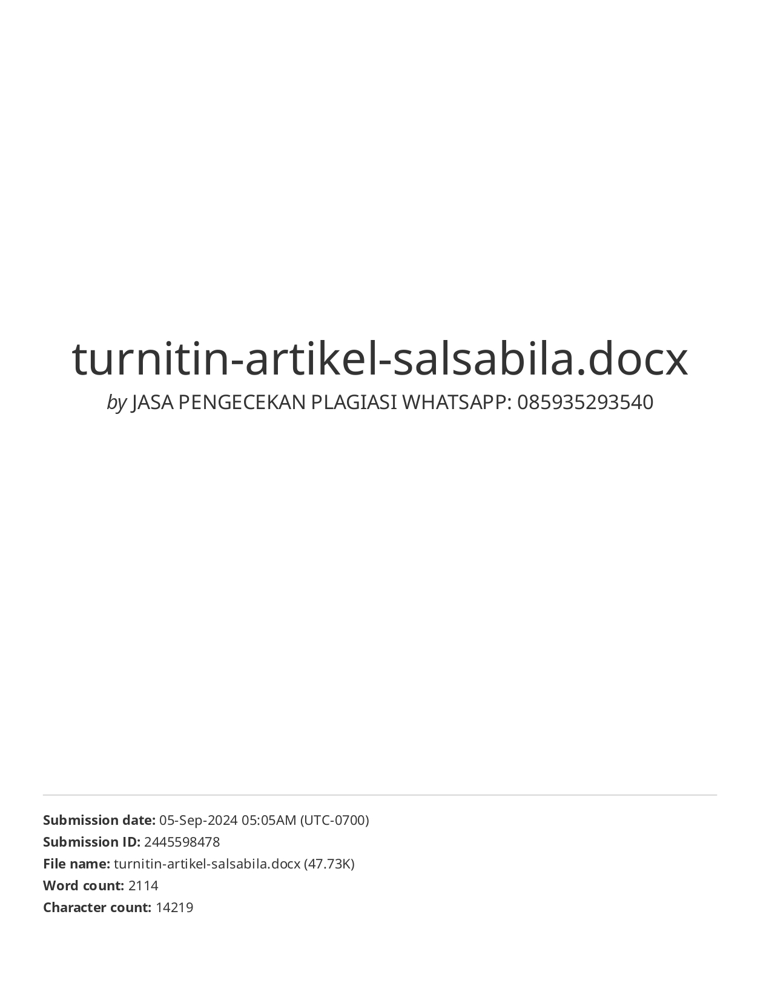 turnitin-artikel-salsabila.docx
by JASA PENGECEKAN PLAGIASI WHATSAPP: 085935293540
Submission date: 05-Sep-2024 05:05AM (UTC-0700)
Submission ID: 2445598478
File name: turnitin-artikel-salsabila.docx (47.73K)
Word count: 2114
Character count: 14219